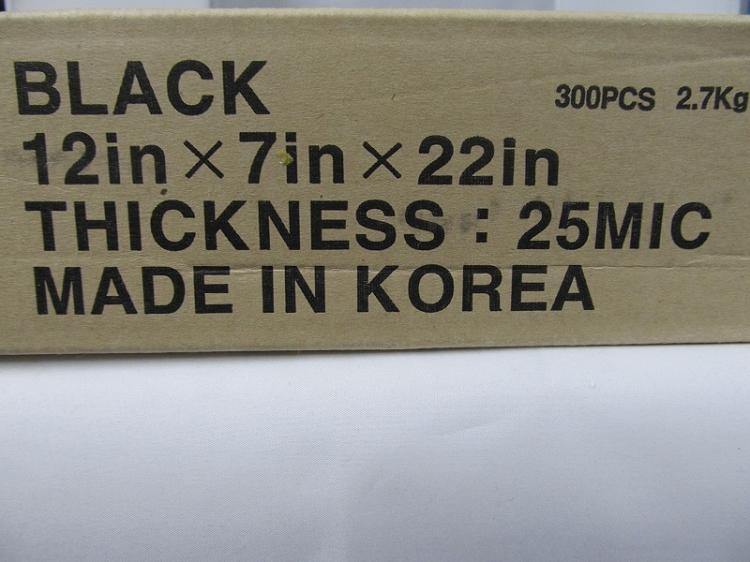 BLACK 300PCS 2.7Kg
12in×7in×22in
THICKNESS : 25MIC
MADE IN KOREA